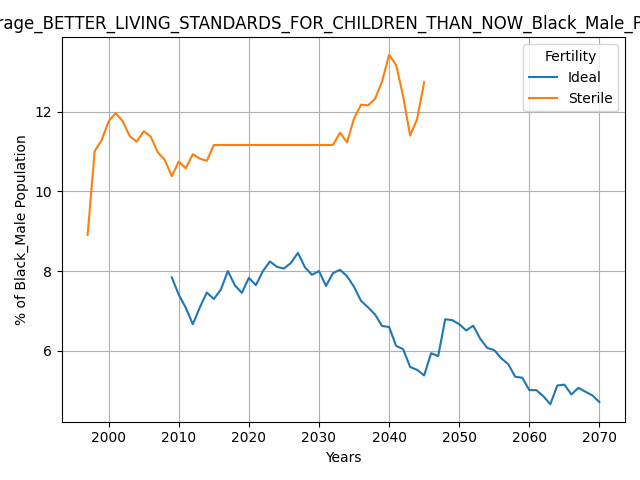 rage_BETTER_LIVING_STANDARDS_FOR_CHILDREN_THAN_NOW_Black_Male_P
Fertility
Ideal
Sterile
% of Black_Male Population
12
10
8
6
2000 2010 2020 2030 2040 2050 2060 2070
Years